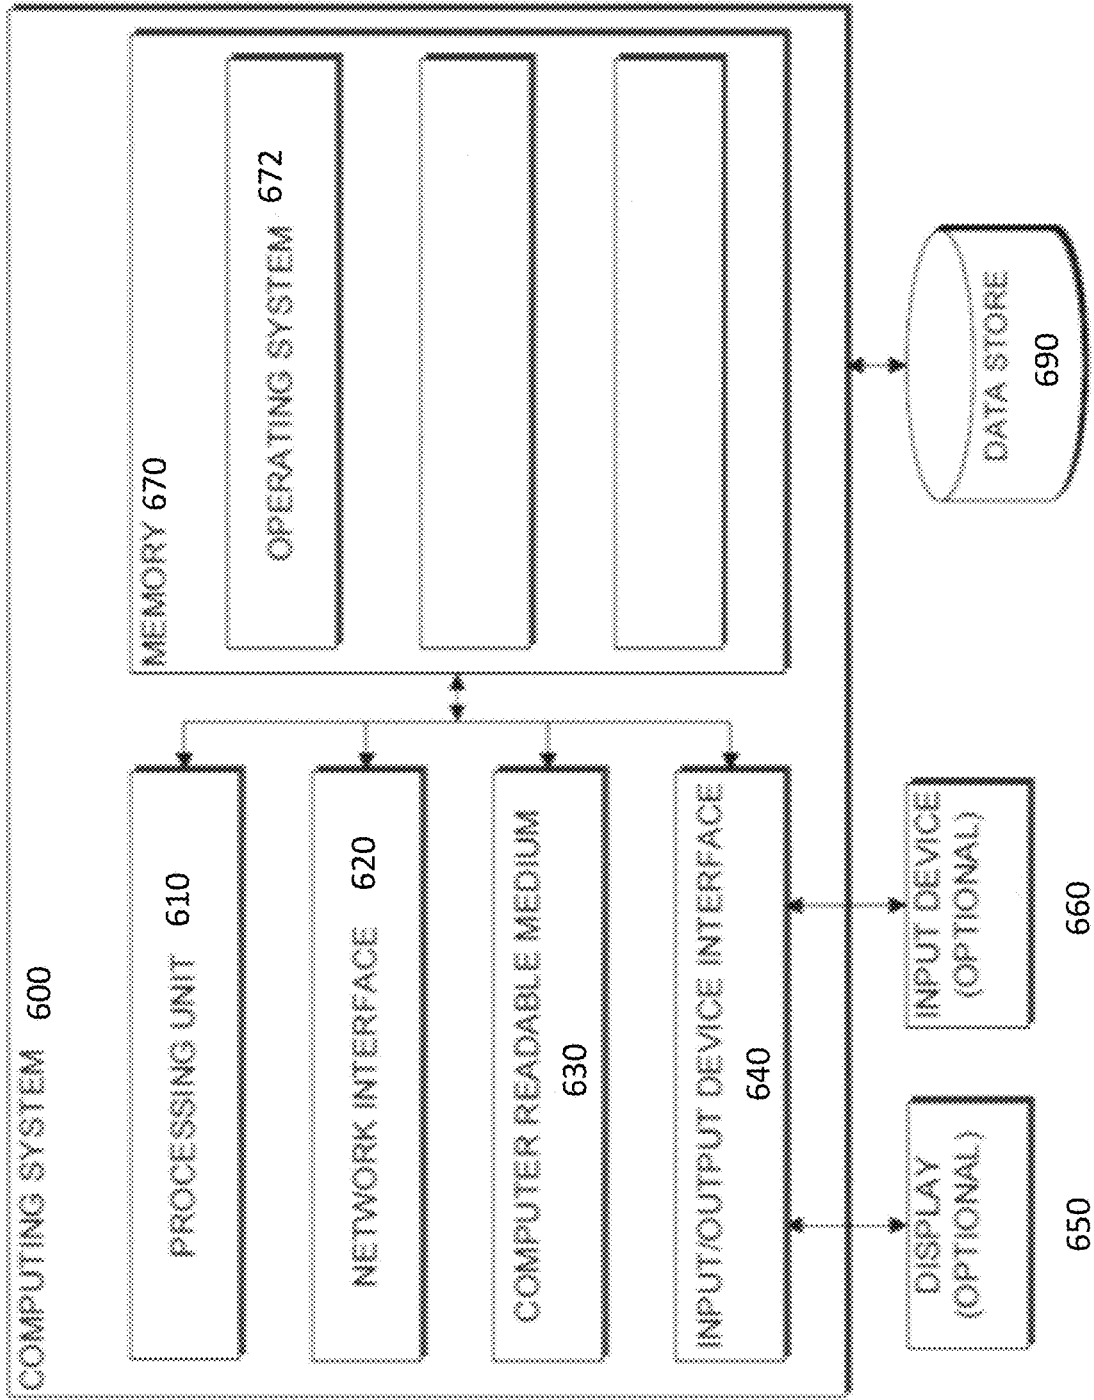 COMPUTING SYSTEM 600
PROCESSING UNIT 610
NETWORK INTERFACE 620
COMPUTER READABLE MEDIUM
630
INPUT/OUTPUT DEVICE INTERFACE
640
MEMORY 670
OPERATING SYSTEM 672
DISPLAY
(OPTIONAL)
650
INPUT DEVICE
(OPTIONAL)
660
DATA STORE
690